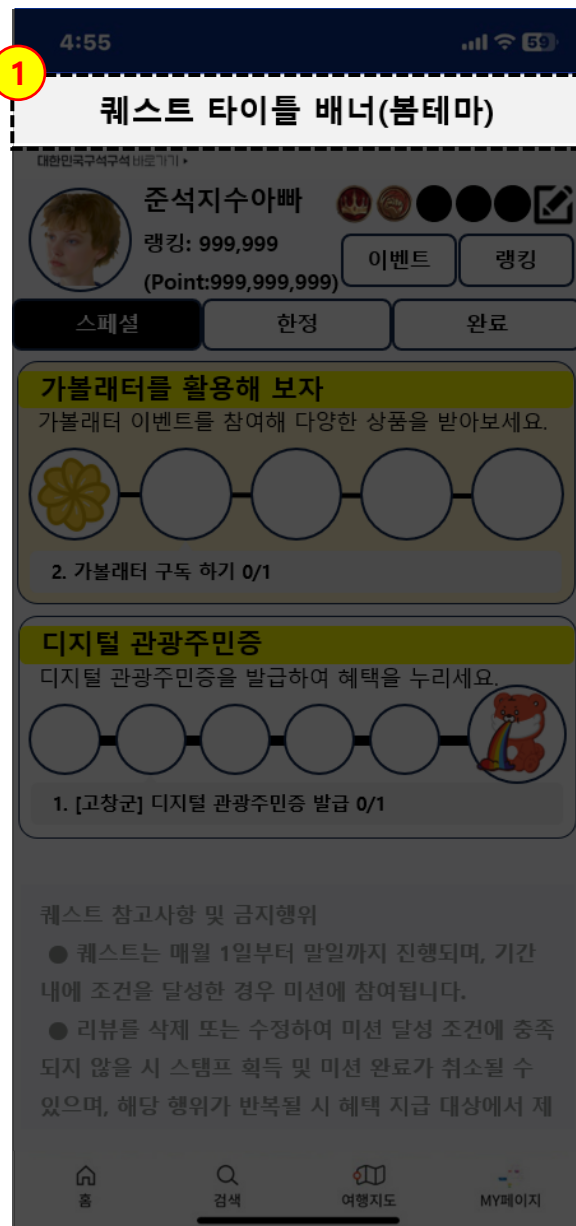 4:55
59
1
퀘스트 타이틀 배너(봄테마)
대한민국구석구석 바로가기
준석지수아빠
랭킹: 999,999
(Point:999,999,999)
이벤트
랭킹
스페셜
한정
완료
가볼래터를 활용해 보자
가볼래터 이벤트를 참여해 다양한 상품을 받아보세요.
2. 가볼래터 구독 하기 0/1
디지털 관광주민증
디지털 관광주민증을 발급하여 혜택을 누리세요.
1. [고창군] 디지털 관광주민증 발급 0/1
퀘스트 참고사항 및 금지행위
● 퀘스트는 매월 1일부터 말일까지 진행되며, 기간
내에 조건을 달성한 경우 미션에 참여됩니다.
● 리뷰를 삭제 또는 수정하여 미션 달성 조건에 충족
되지 않을 시 스탬프 획득 및 미션 완료가 취소될 수
있으며, 해당 행위가 반복될 시 혜택 지급 대상에서 제
홈
검색
여행지도
MY페이지